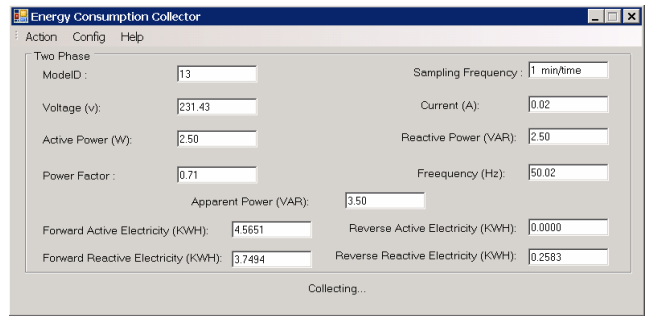 Energy Consumption Collector
Action Config Help
Two Phase
ModeID : 13 Sampling Frequency : 1 min/time
Voltage (v): 231.43 Current (A): 0.02
Active Power (W): 2.50 Reactive Power (VAR): 2.50
Power Factor : 0.71 Freequency (Hz): 50.02
Apparent Power (VAR): 3.50
Forward Active Electricity (KWH): 4.5651 Reverse Active Electricity (KWH): 0.0000
Forward Reactive Electricity (KWH): 3.7494 Reverse Reactive Electricity (KWH): 0.2583
Collecting...